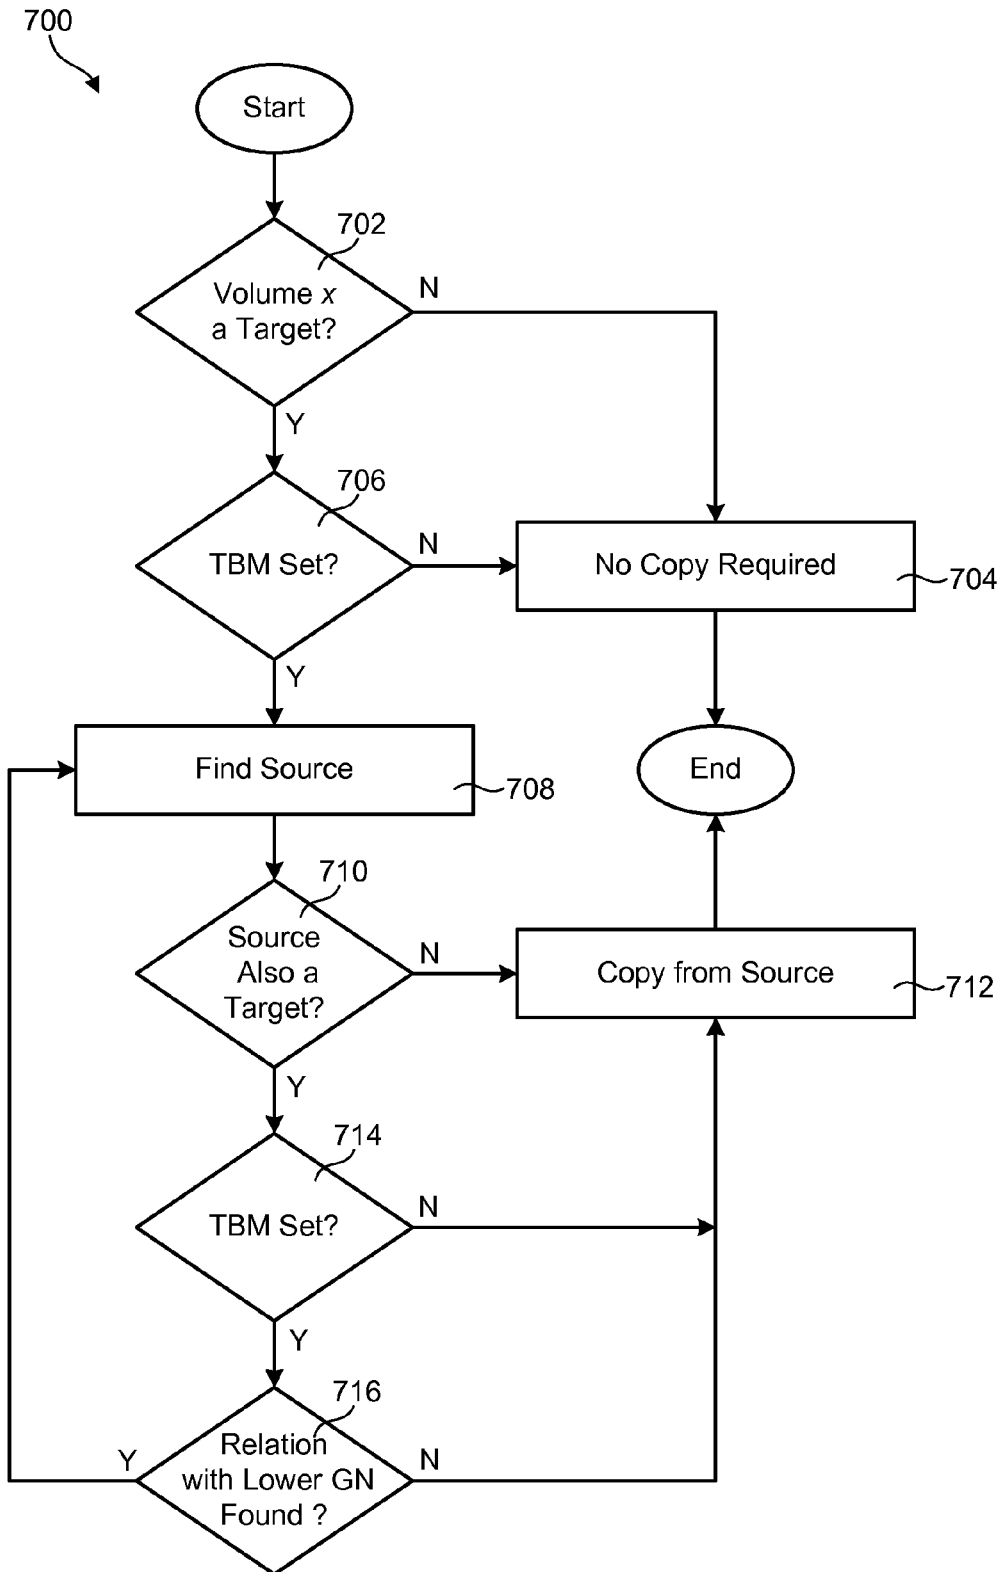 700
Start
702
Volume x
a Target?
N
Y
706
TBM Set?
N
No Copy Required
704
Y
Find Source
708
End
710
Source
Also a
Target?
N
Copy from Source
712
Y
714
TBM Set?
N
Y
716
Relation
with Lower GN
Found ?
Y
N